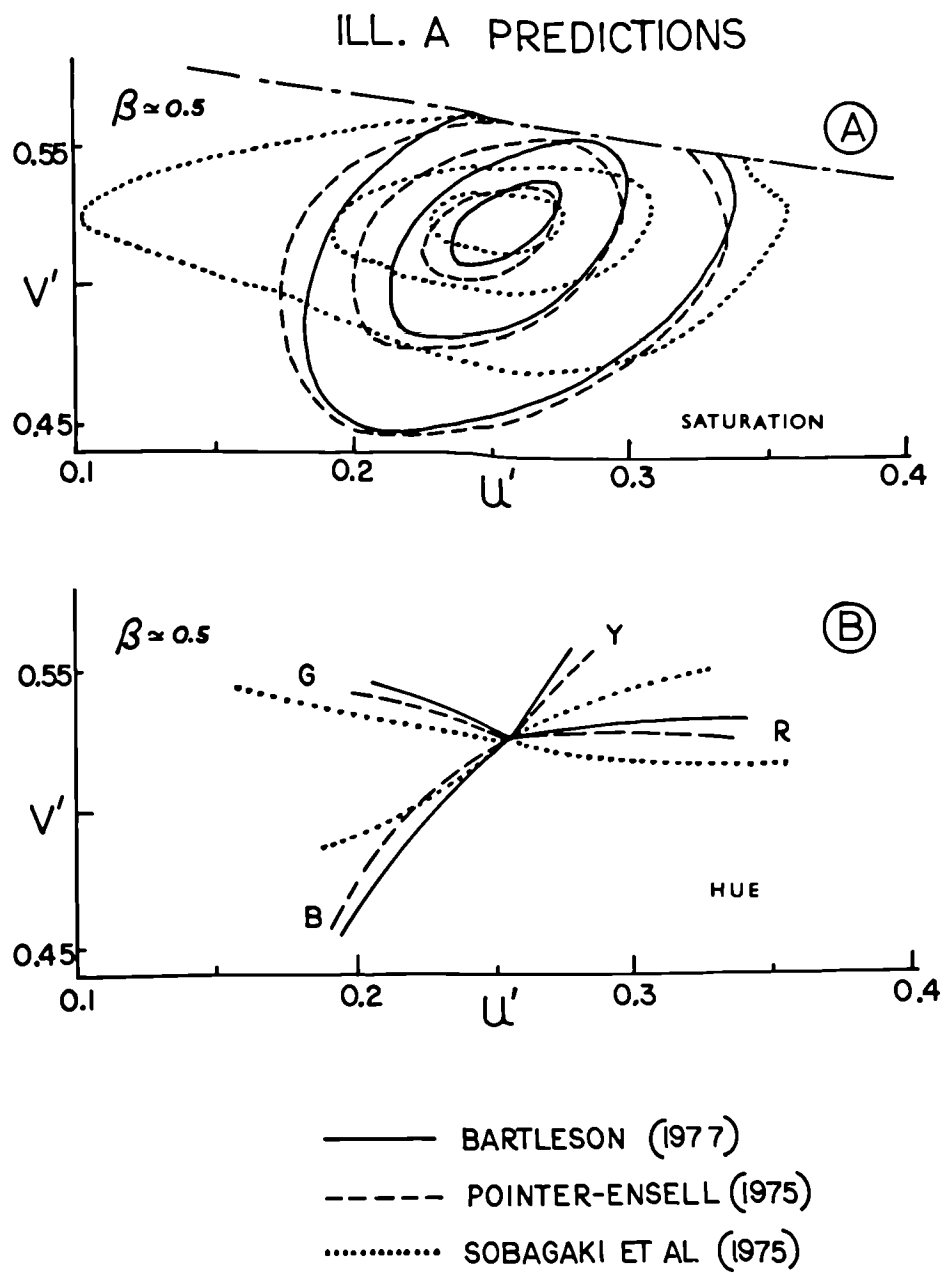 ILL. A PREDICTIONS
β ≃ 0.5
A
0.55
V'
0.45
SATURATION
0.1 0.2 0.3 0.4
U'
β ≃ 0.5
B
Y
G
0.55
R
V'
HUE
B
0.45
0.1 0.2 0.3 0.4
U'
BARTLESON (1977)
POINTER-ENSELL (1975)
SOBAGAKI ET AL (1975)